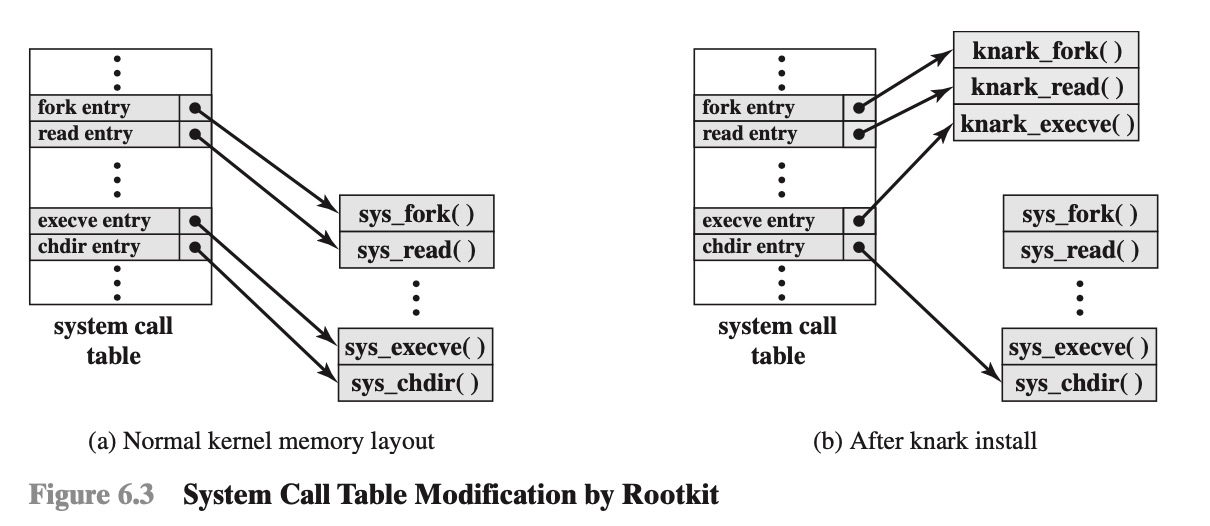 fork entry
read entry
execve entry
chdir entry
system call
table
sys_fork( )
sys_read( )
sys_execve( )
sys_chdir( )
(a) Normal kernel memory layout
fork entry
read entry
execve entry
chdir entry
system call
table
knark_fork( )
knark_read( )
knark_execve( )
sys_fork( )
sys_read( )
sys_execve( )
sys_chdir( )
(b) After knark install
Figure 6.3 System Call Table Modification by Rootkit